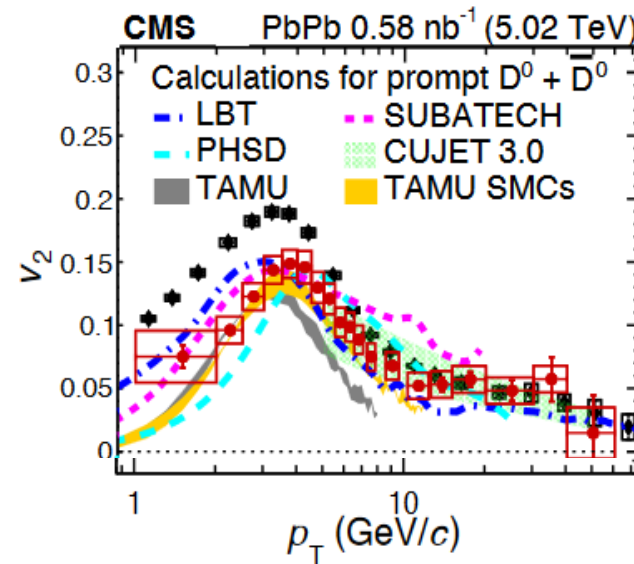 CMS PbPb 0.58 nb⁻¹ (5.02 TeV)
Calculations for prompt D⁰ + D̅⁰
LBT SUBATECH
PHSD CUJET 3.0
TAMU TAMU SMCs
0.3
0.2
0.15
0.1
0.05
0
v₂
1 10
p_T (GeV/c)